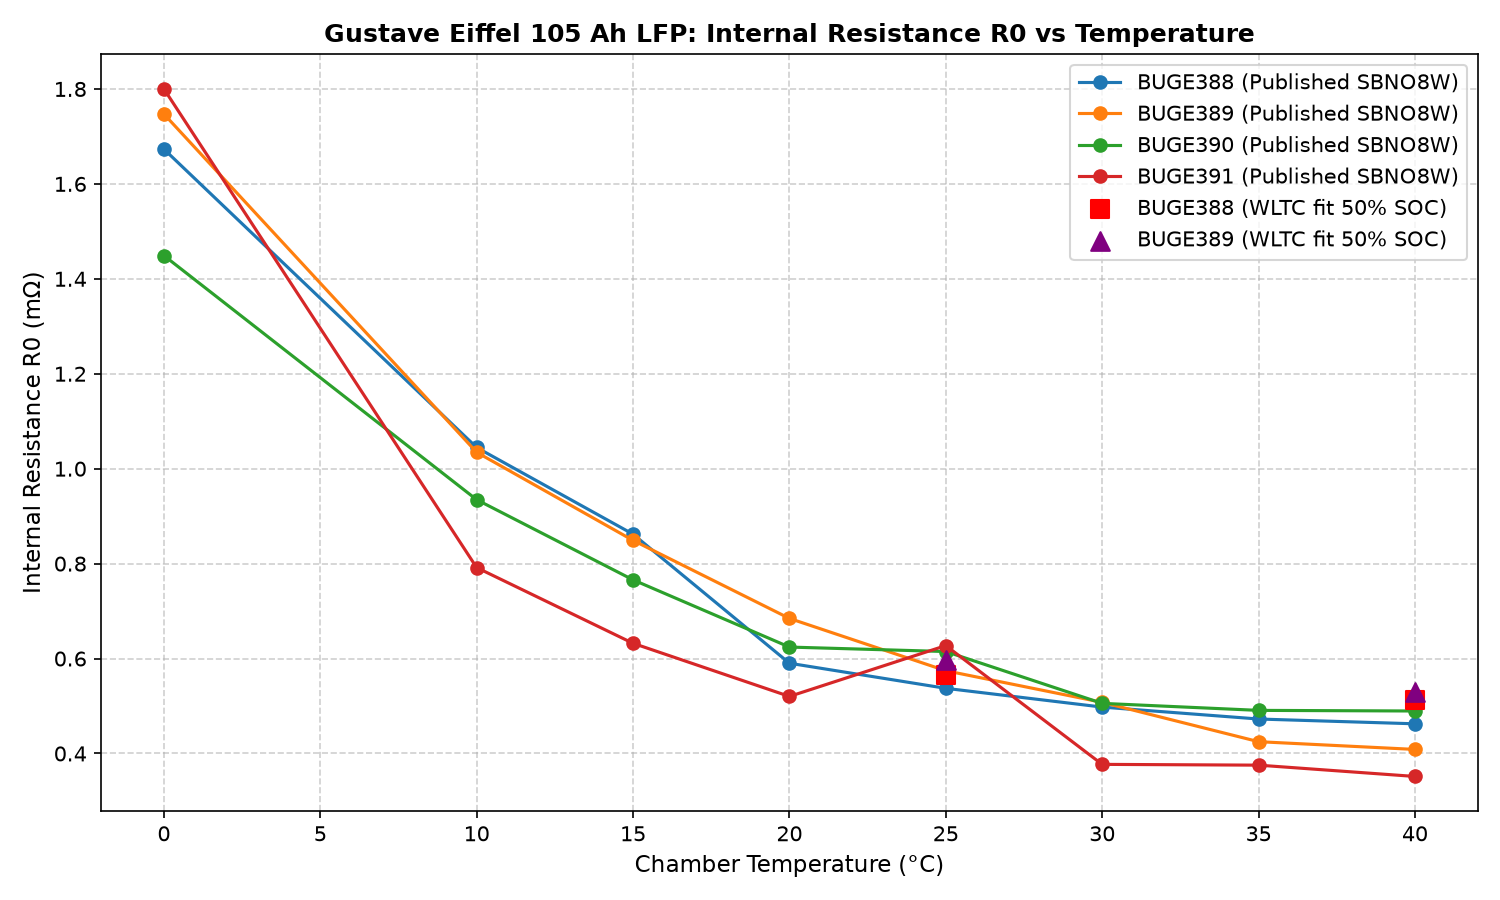 Gustave Eiffel 105 Ah LFP: Internal Resistance R0 vs Temperature
BUGE388 (Published SBNO8W)
BUGE389 (Published SBNO8W)
BUGE390 (Published SBNO8W)
BUGE391 (Published SBNO8W)
BUGE388 (WLTC fit 50% SOC)
BUGE389 (WLTC fit 50% SOC)
Internal Resistance R0 (mΩ)
1.8
1.6
1.4
1.2
1.0
0.8
0.6
0.4
0 5 10 15 20 25 30 35 40
Chamber Temperature (°C)